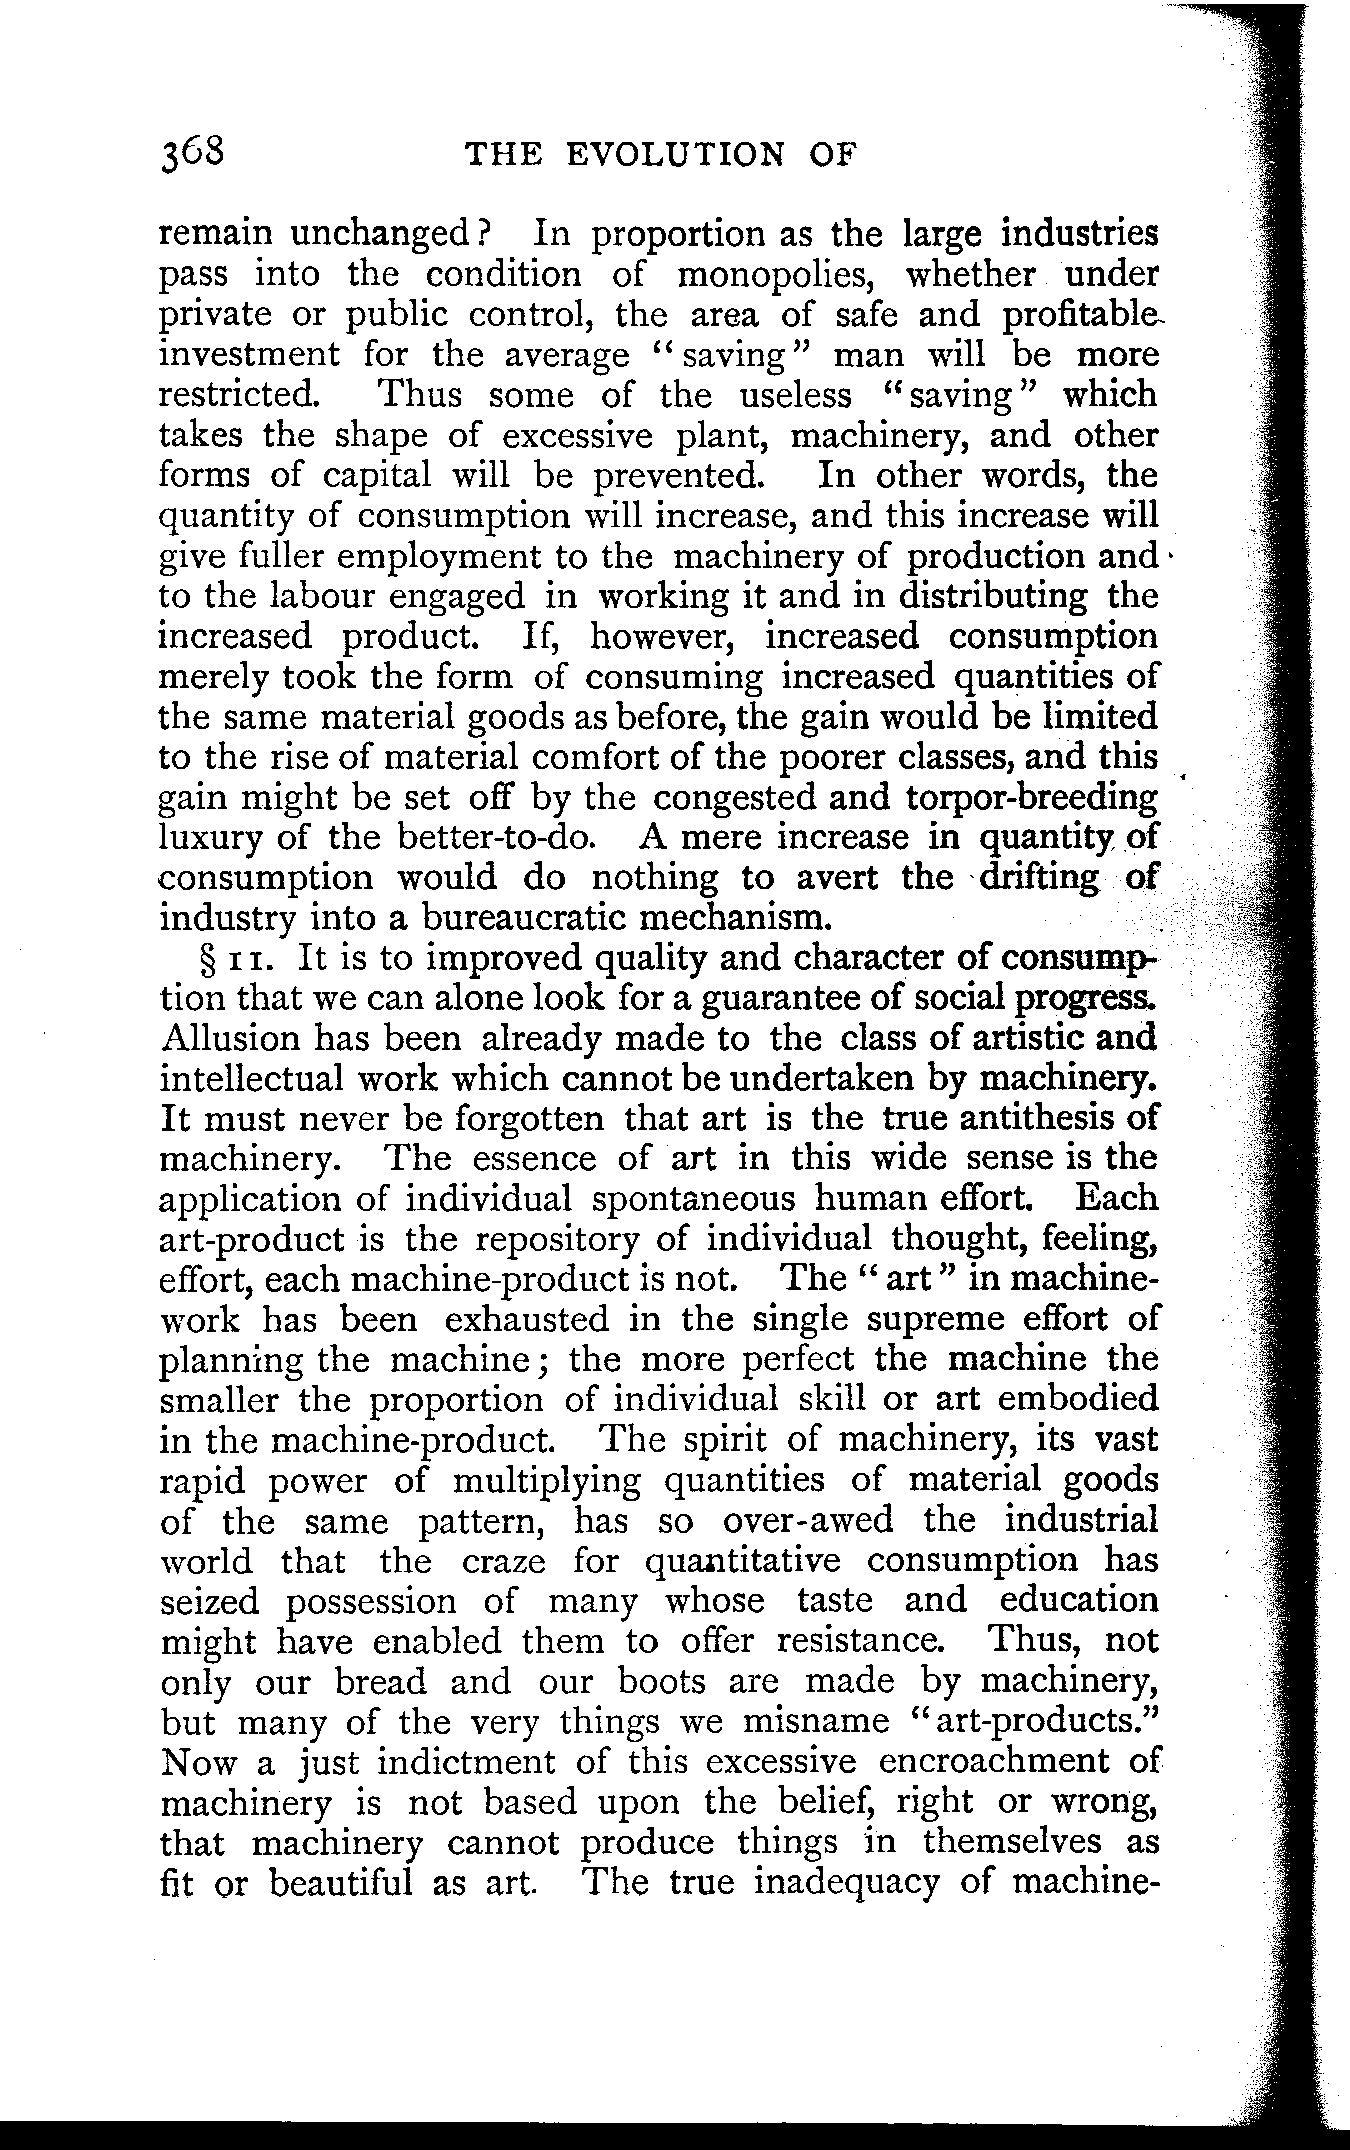 368 THE EVOLUTION OF
remain unchanged? In proportion as the large industries
pass into the condition of monopolies, whether under
private or public control, the area of safe and profitable
investment for the average "saving" man will be more
restricted. Thus some of the useless "saving" which
takes the shape of excessive plant, machinery, and other
forms of capital will be prevented. In other words, the
quantity of consumption will increase, and this increase will
give fuller employment to the machinery of production and
to the labour engaged in working it and in distributing the
increased product. If, however, increased consumption
merely took the form of consuming increased quantities of
the same material goods as before, the gain would be limited
to the rise of material comfort of the poorer classes, and this
gain might be set off by the congested and torpor-breeding
luxury of the better-to-do. A mere increase in quantity of
consumption would do nothing to avert the drifting of
industry into a bureaucratic mechanism.
§ 11. It is to improved quality and character of consump-
tion that we can alone look for a guarantee of social progress.
Allusion has been already made to the class of artistic and
intellectual work which cannot be undertaken by machinery.
It must never be forgotten that art is the true antithesis of
machinery. The essence of art in this wide sense is the
application of individual spontaneous human effort. Each
art-product is the repository of individual thought, feeling,
effort, each machine-product is not. The "art" in machine-
work has been exhausted in the single supreme effort of
planning the machine; the more perfect the machine the
smaller the proportion of individual skill or art embodied
in the machine-product. The spirit of machinery, its vast
rapid power of multiplying quantities of material goods
of the same pattern, has so over-awed the industrial
world that the craze for quantitative consumption has
seized possession of many whose taste and education
might have enabled them to offer resistance. Thus, not
only our bread and our boots are made by machinery,
but many of the very things we misname "art-products."
Now a just indictment of this excessive encroachment of
machinery is not based upon the belief, right or wrong,
that machinery cannot produce things in themselves as
fit or beautiful as art. The true inadequacy of machine-